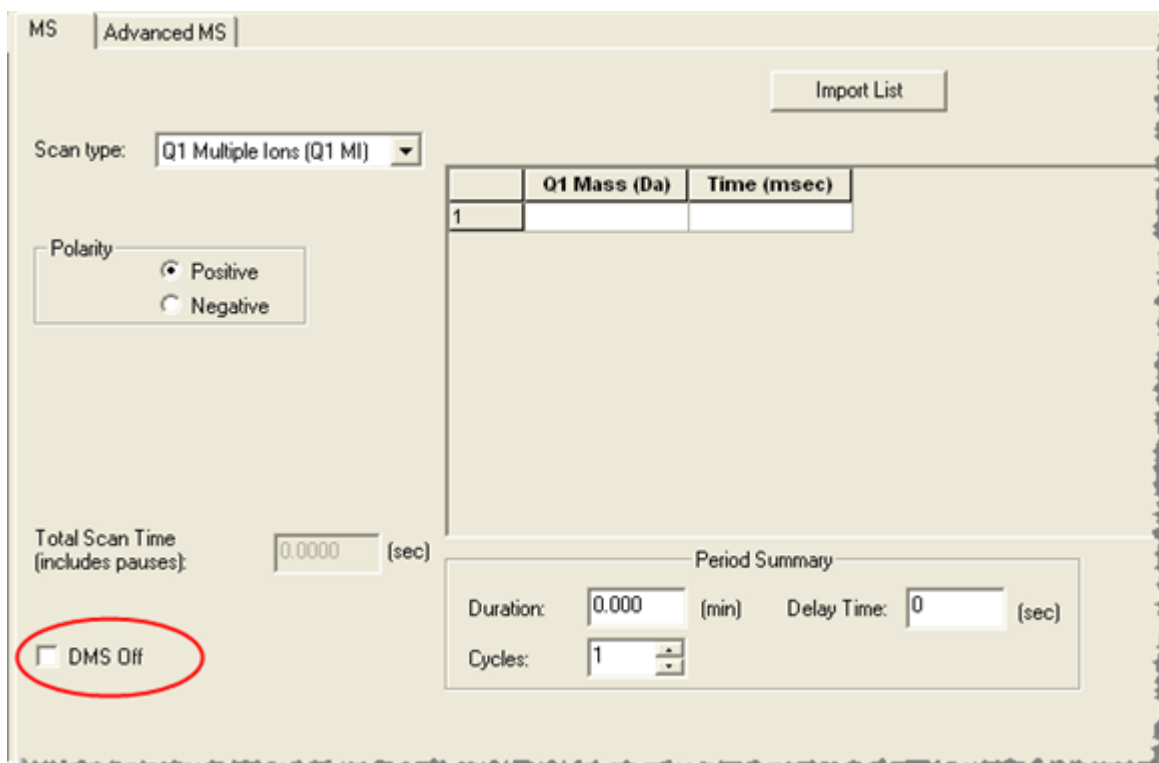 MS Advanced MS
Import List
Scan type: Q1 Multiple Ions (Q1 MI)
Q1 Mass (Da) Time (msec)
1
Polarity
Positive
Negative
Total Scan Time
(includes pauses): 0.0000 (sec)
Period Summary
Duration: 0.000 (min) Delay Time: 0 (sec)
Cycles: 1
DMS Off